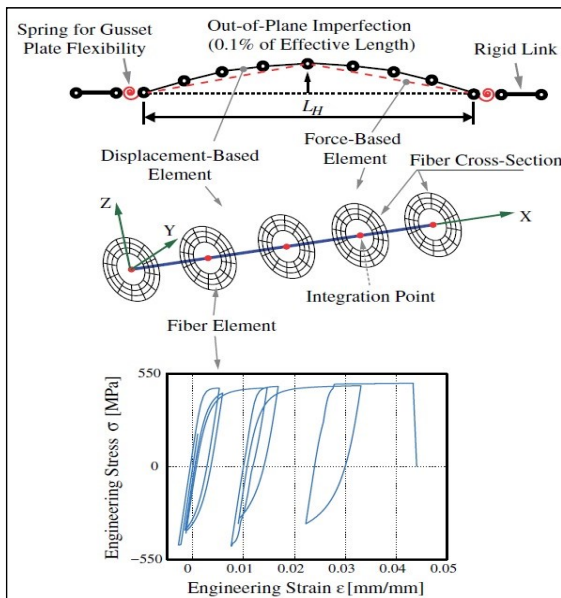 Spring for Gusset
Plate Flexibility
Out-of-Plane Imperfection
(0.1% of Effective Length)
Rigid Link
L_H
Displacement-Based
Element
Force-Based
Element
Fiber Cross-Section
Z
Y
X
Integration Point
Fiber Element
Engineering Stress σ [MPa]
550
0
−550
0
0.01
0.02
0.03
0.04
0.05
Engineering Strain ε [mm/mm]